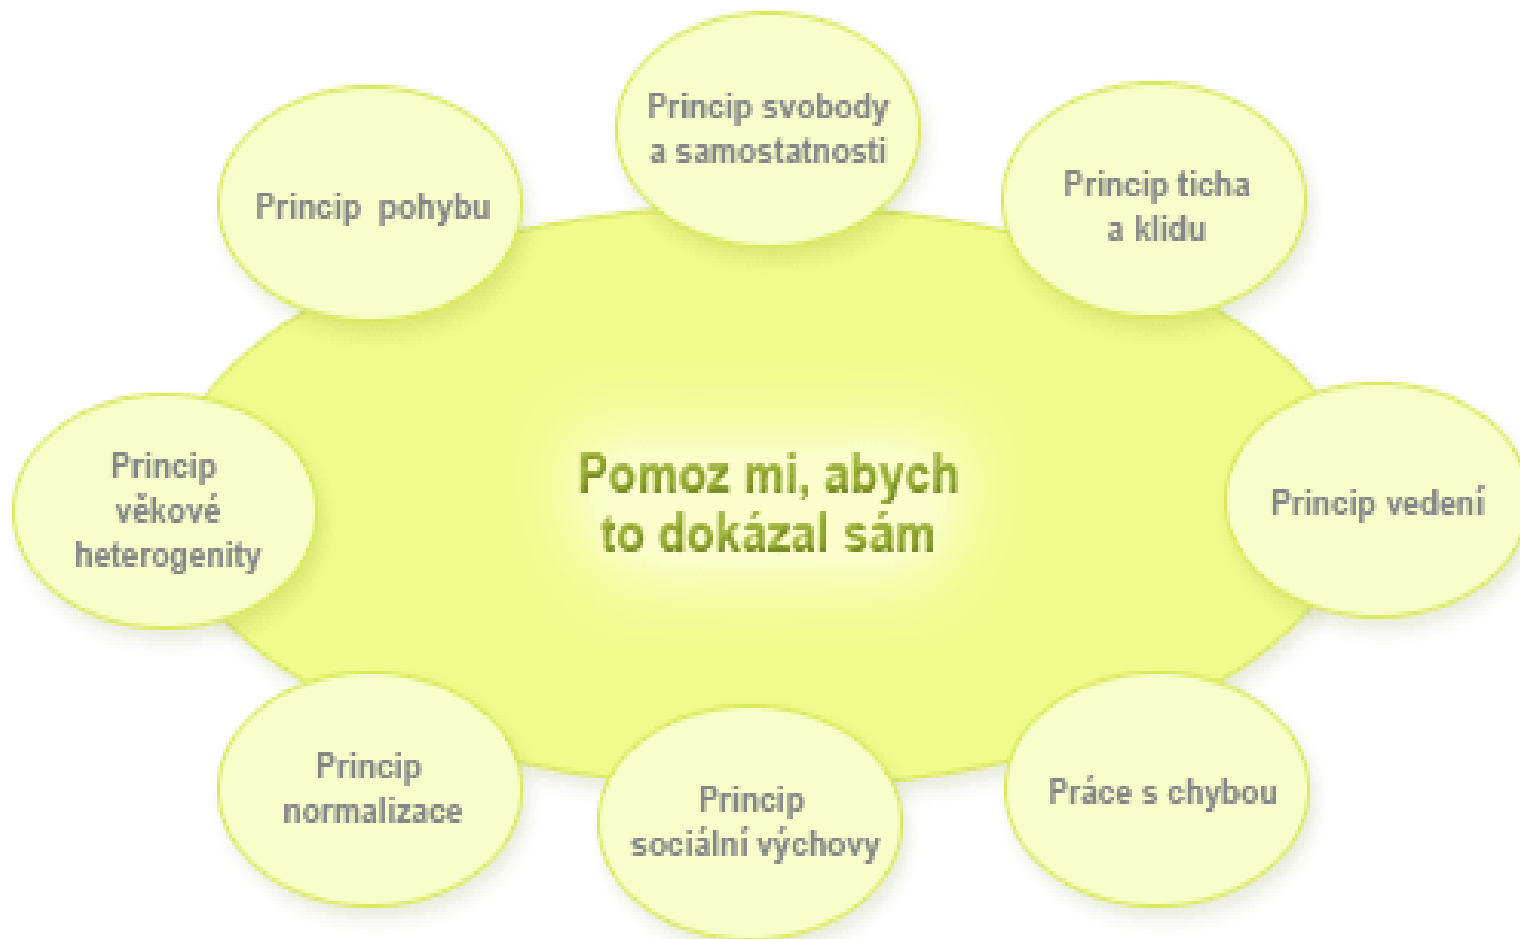 Princip svobody
a samostatnosti
Princip ticha
a klidu
Princip pohybu
Princip vedení
Princip
věkové
heterogenity
Pomoz mi, abych
to dokázal sám
Princip
normalizace
Princip
sociální výchovy
Práce s chybou